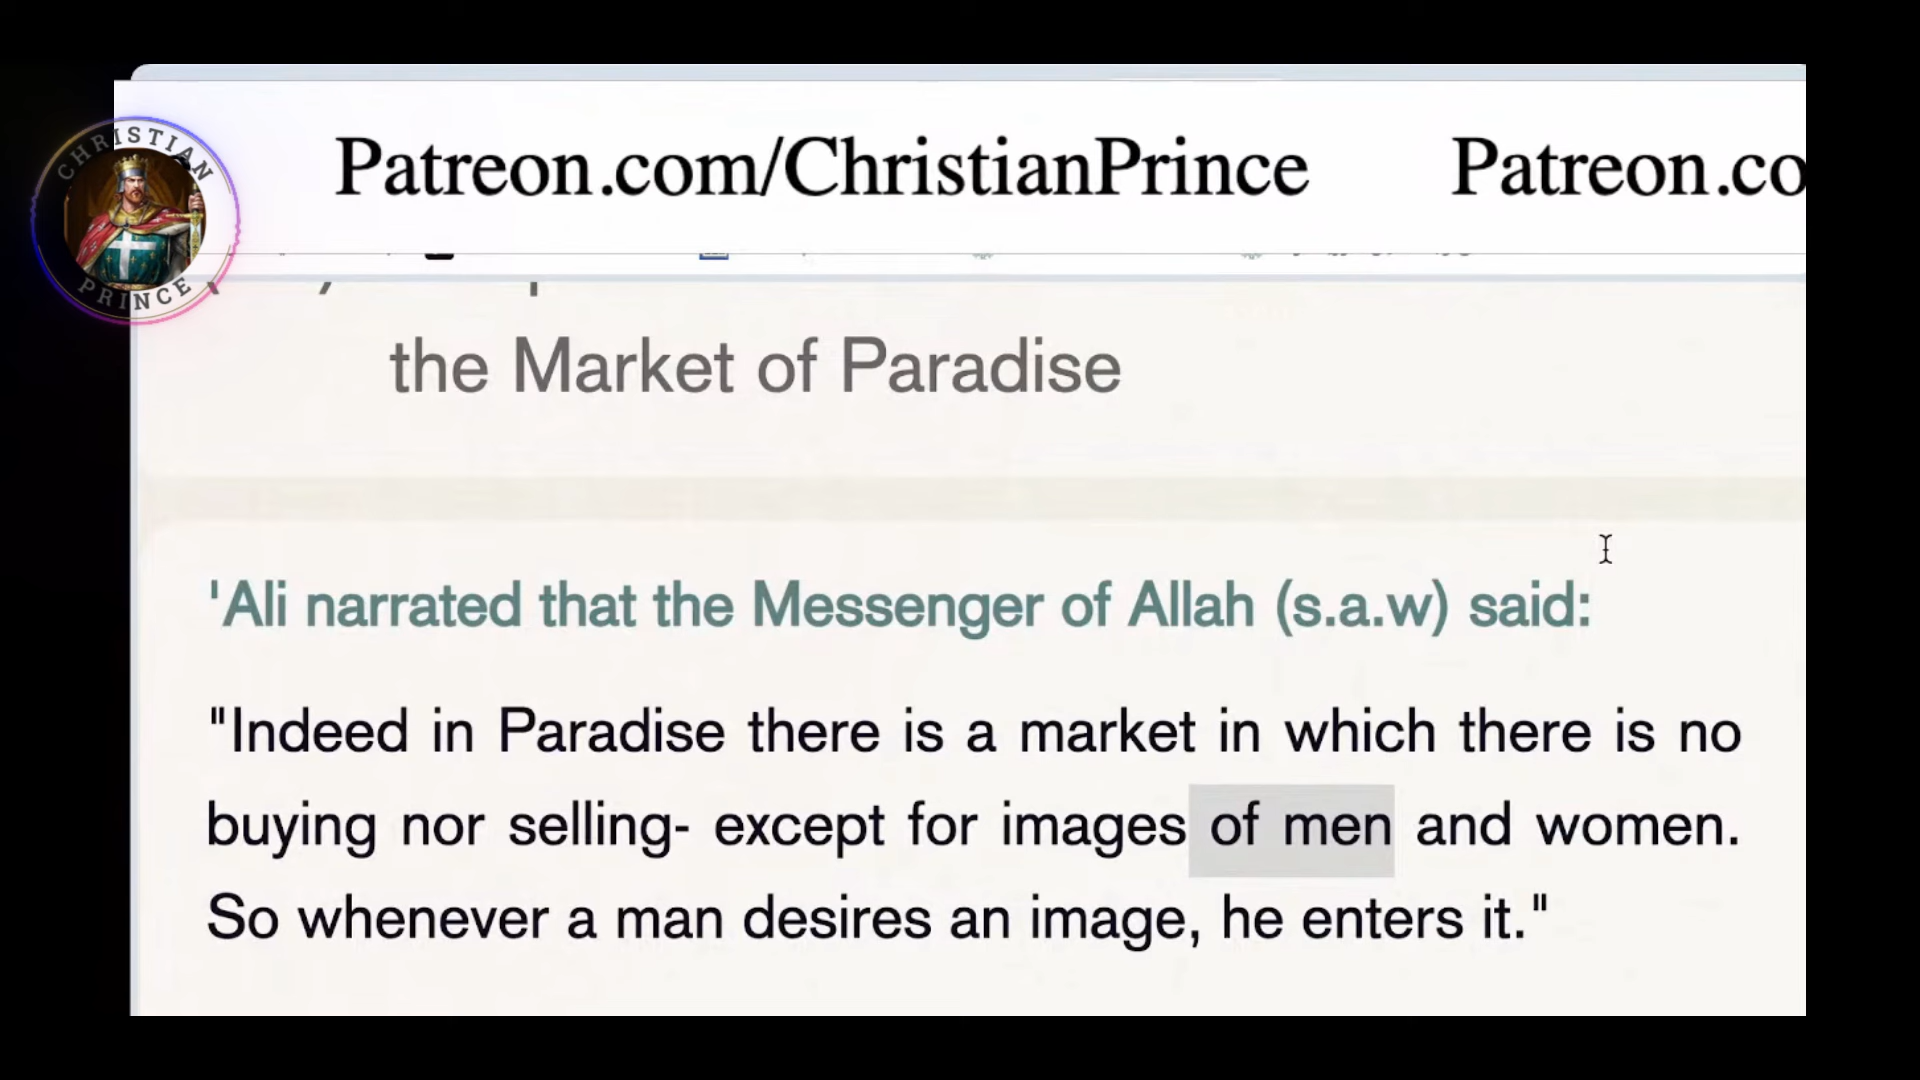 Patreon.com/ChristianPrince Patreon.co
CHRISTIAN
PRINCE
the Market of Paradise
'Ali narrated that the Messenger of Allah (s.a.w) said:
"Indeed in Paradise there is a market in which there is no
buying nor selling- except for images of men and women.
So whenever a man desires an image, he enters it."